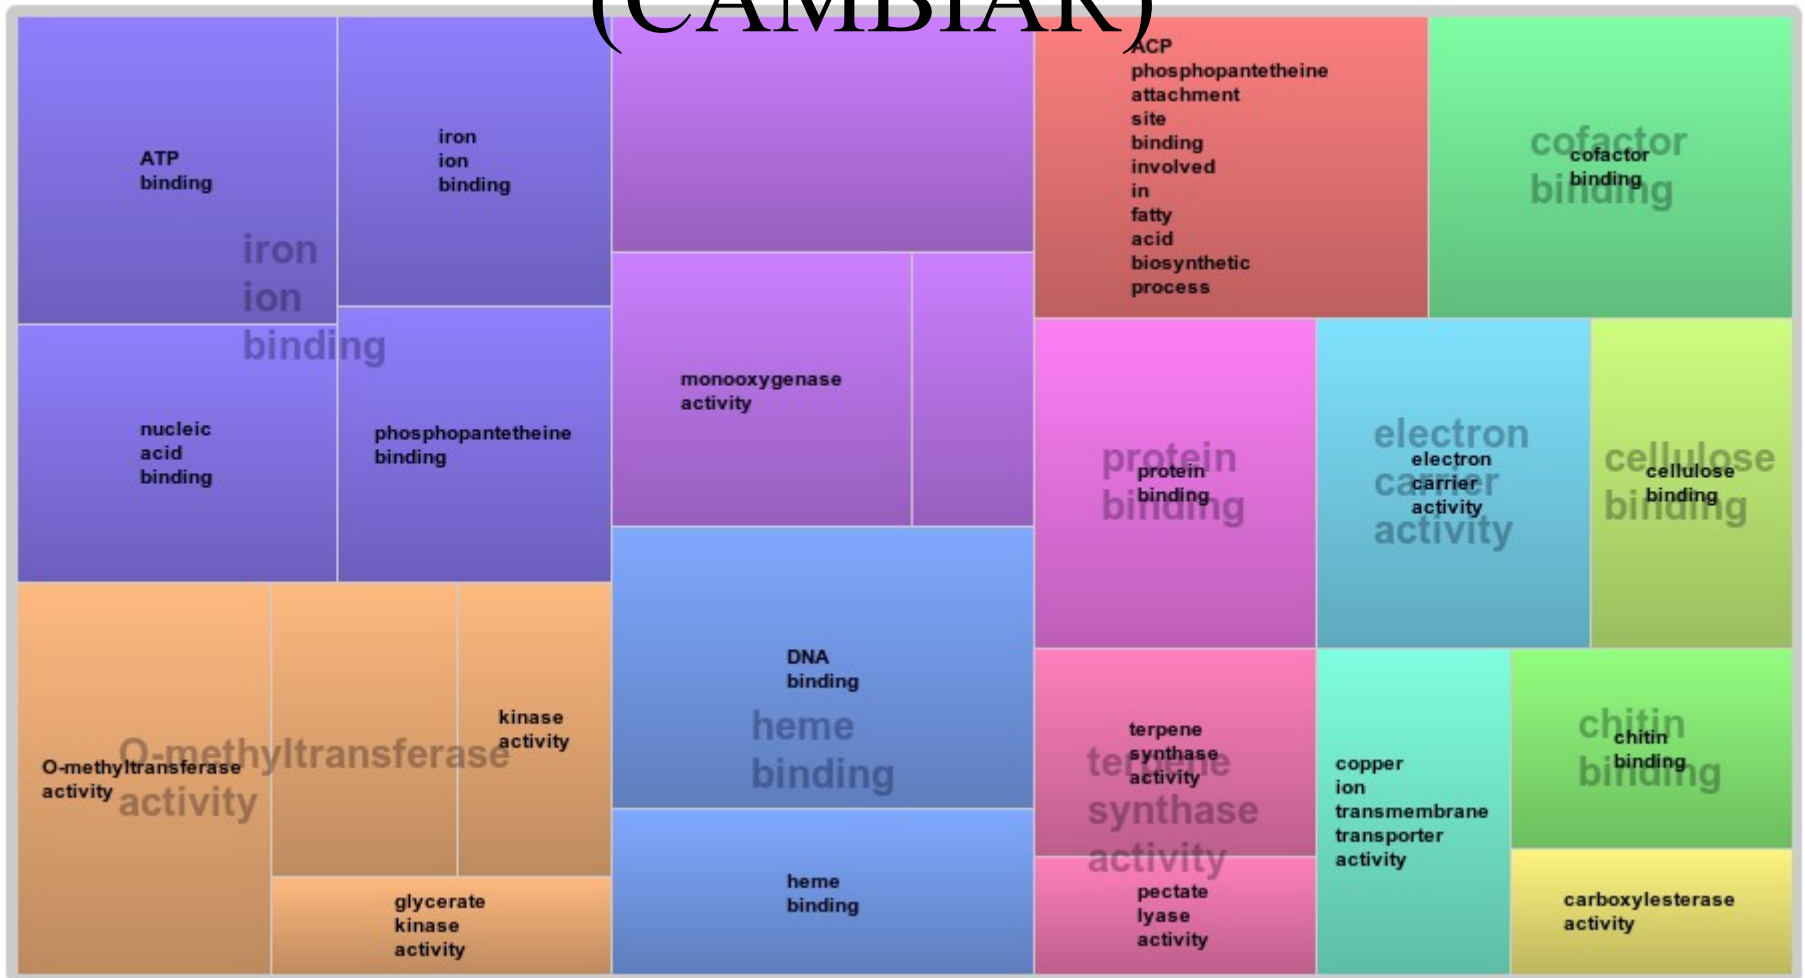 (CAMBIAR)
ATP
binding
iron
ion
binding
iron
ion
binding
nucleic
acid
binding
phosphopantetheine
binding
monooxygenase
activity
ACP
phosphopantetheine
attachment
site
binding
involved
in
fatty
acid
biosynthetic
process
cofactor
binding
cofactor
binding
protein
binding
protein
binding
electron
carrier
activity
electron
carrier
activity
cellulose
binding
cellulose
binding
O-methyltransferase
activity
O-methyltransferase
activity
kinase
activity
glycerate
kinase
activity
DNA
binding
heme
binding
heme
binding
terpene
synthase
activity
terpene
synthase
activity
pectate
lyase
activity
copper
ion
transmembrane
transporter
activity
chitin
binding
chitin
binding
carboxylesterase
activity